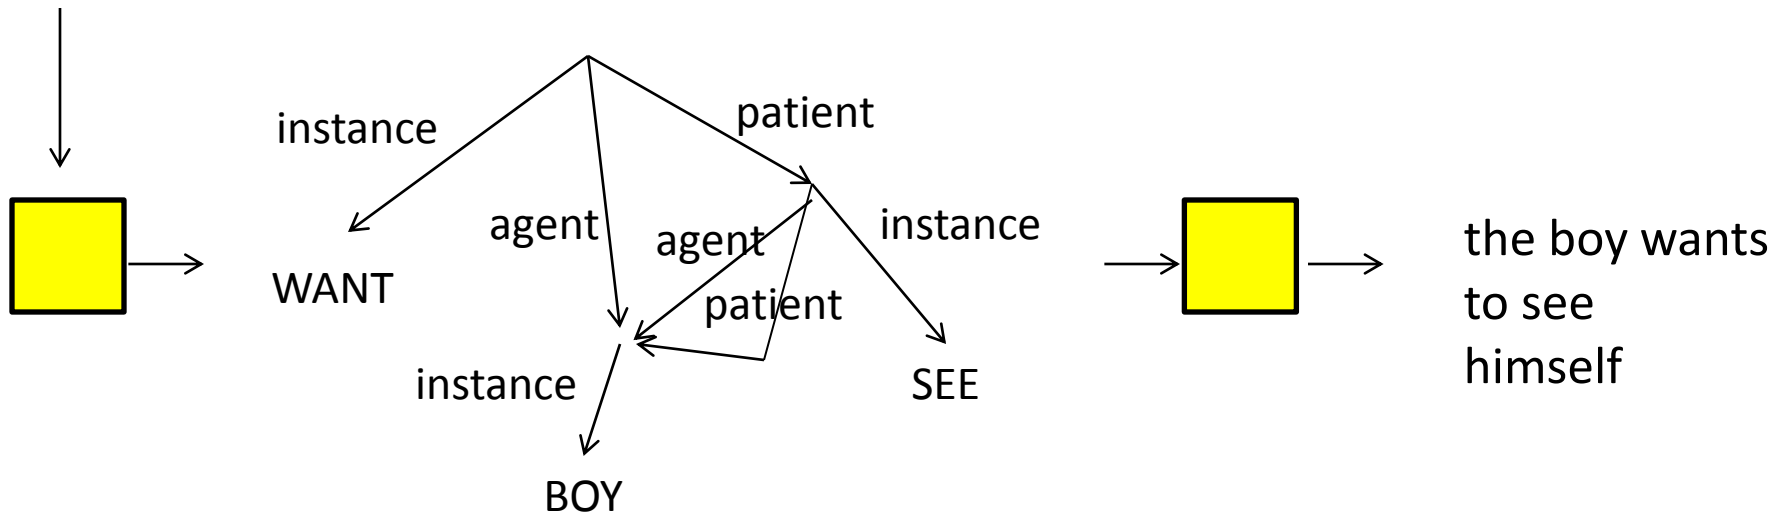 patient
instance
agent
agent
instance
WANT
patient
instance
SEE
BOY
the boy wants
to see
himself